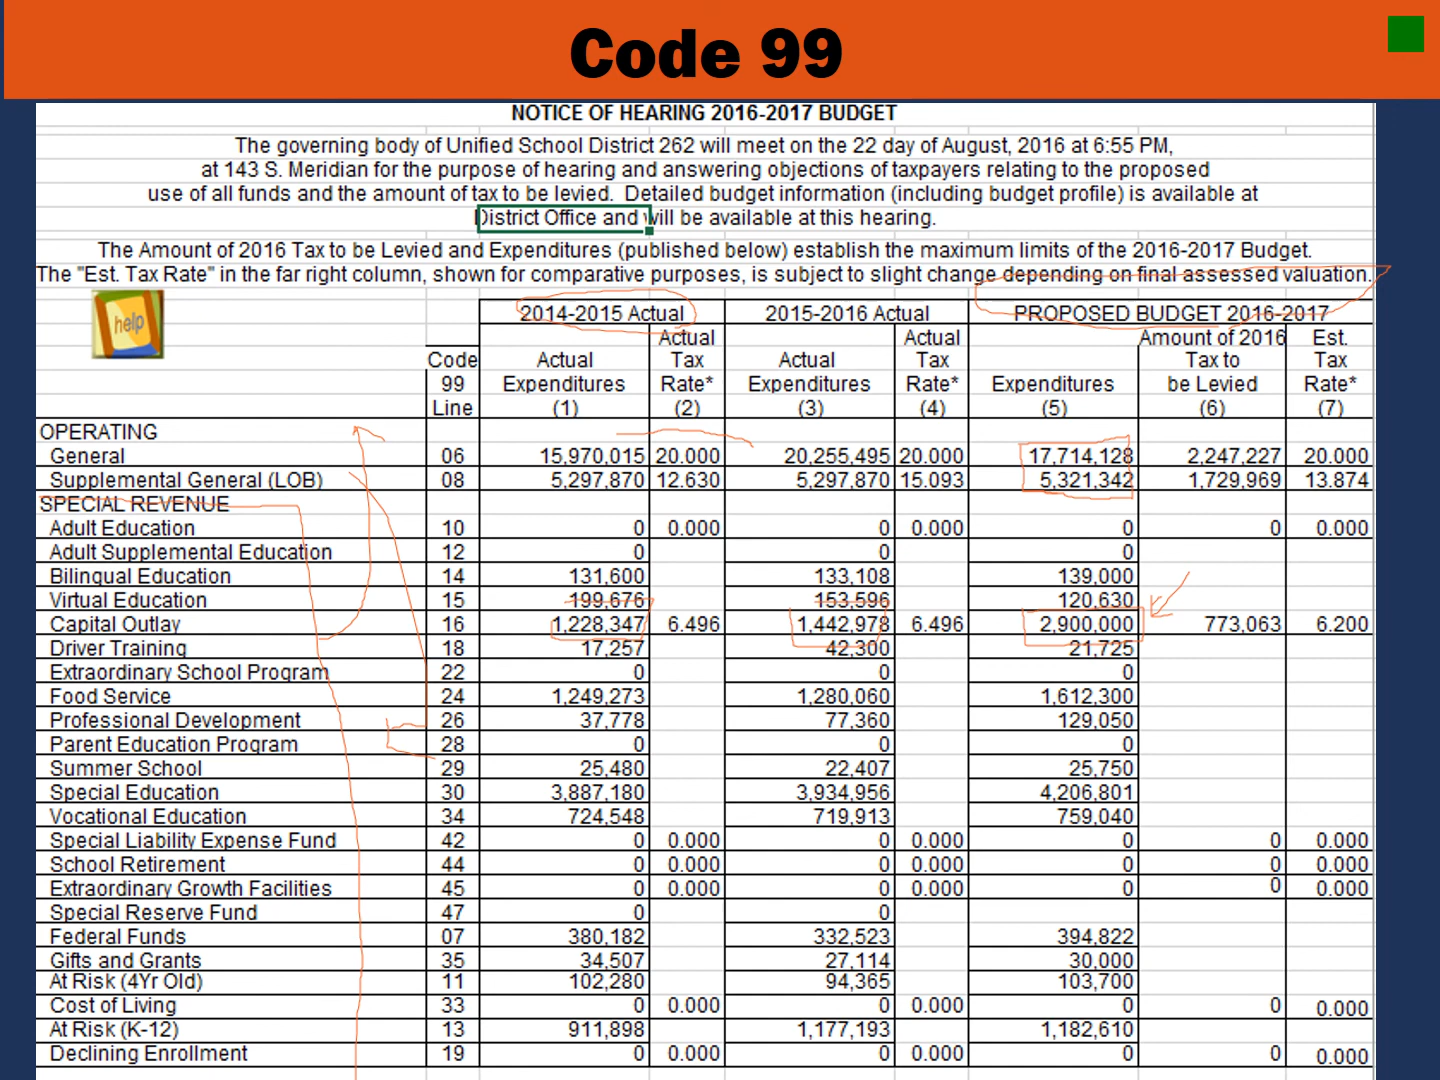 Code 99
NOTICE OF HEARING 2016-2017 BUDGET
The governing body of Unified School District 262 will meet on the 22 day of August, 2016 at 6:55 PM,
at 143 S. Meridian for the purpose of hearing and answering objections of taxpayers relating to the proposed
use of all funds and the amount of tax to be levied. Detailed budget information (including budget profile) is available at
District Office and will be available at this hearing.
The Amount of 2016 Tax to be Levied and Expenditures (published below) establish the maximum limits of the 2016-2017 Budget.
The "Est. Tax Rate" in the far right column, shown for comparative purposes, is subject to slight change depending on final assessed valuation.
help
2014-2015 Actual 2015-2016 Actual PROPOSED BUDGET 2016-2017
Actual Actual Amount of 2016 Est.
Code Actual Tax Actual Tax Tax to Tax
99 Expenditures Rate* Expenditures Rate* Expenditures be Levied Rate*
Line (1) (2) (3) (4) (5) (6) (7)
OPERATING
General 06 15,970,015 20.000 20,255,495 20.000 17,714,128 2,247,227 20.000
Supplemental General (LOB) 08 5,297,870 12.630 5,297,870 15.093 5,321,342 1,729,969 13.874
SPECIAL REVENUE
Adult Education 10 0 0.000 0 0.000 0 0 0.000
Adult Supplemental Education 12 0 0 0
Bilingual Education 14 131,600 133,108 139,000
Virtual Education 15 199,676 153,596 120,630
Capital Outlay 16 1,228,347 6.496 1,442,978 6.496 2,900,000 773,063 6.200
Driver Training 18 17,257 42,300 21,725
Extraordinary School Program 22 0 0 0
Food Service 24 1,249,273 1,280,060 1,612,300
Professional Development 26 37,778 77,360 129,050
Parent Education Program 28 0 0 0
Summer School 29 25,480 22,407 25,750
Special Education 30 3,887,180 3,934,956 4,206,801
Vocational Education 34 724,548 719,913 759,040
Special Liability Expense Fund 42 0 0.000 0 0.000 0 0 0.000
School Retirement 44 0 0.000 0 0.000 0 0 0.000
Extraordinary Growth Facilities 45 0 0.000 0 0.000 0 0 0.000
Special Reserve Fund 47 0 0
Federal Funds 07 380,182 332,523 394,822
Gifts and Grants 35 34,507 27,114 30,000
At Risk (4Yr Old) 11 102,280 94,365 103,700
Cost of Living 33 0 0.000 0 0.000 0 0 0.000
At Risk (K-12) 13 911,898 1,177,193 1,182,610
Declining Enrollment 19 0 0.000 0 0.000 0 0 0.000